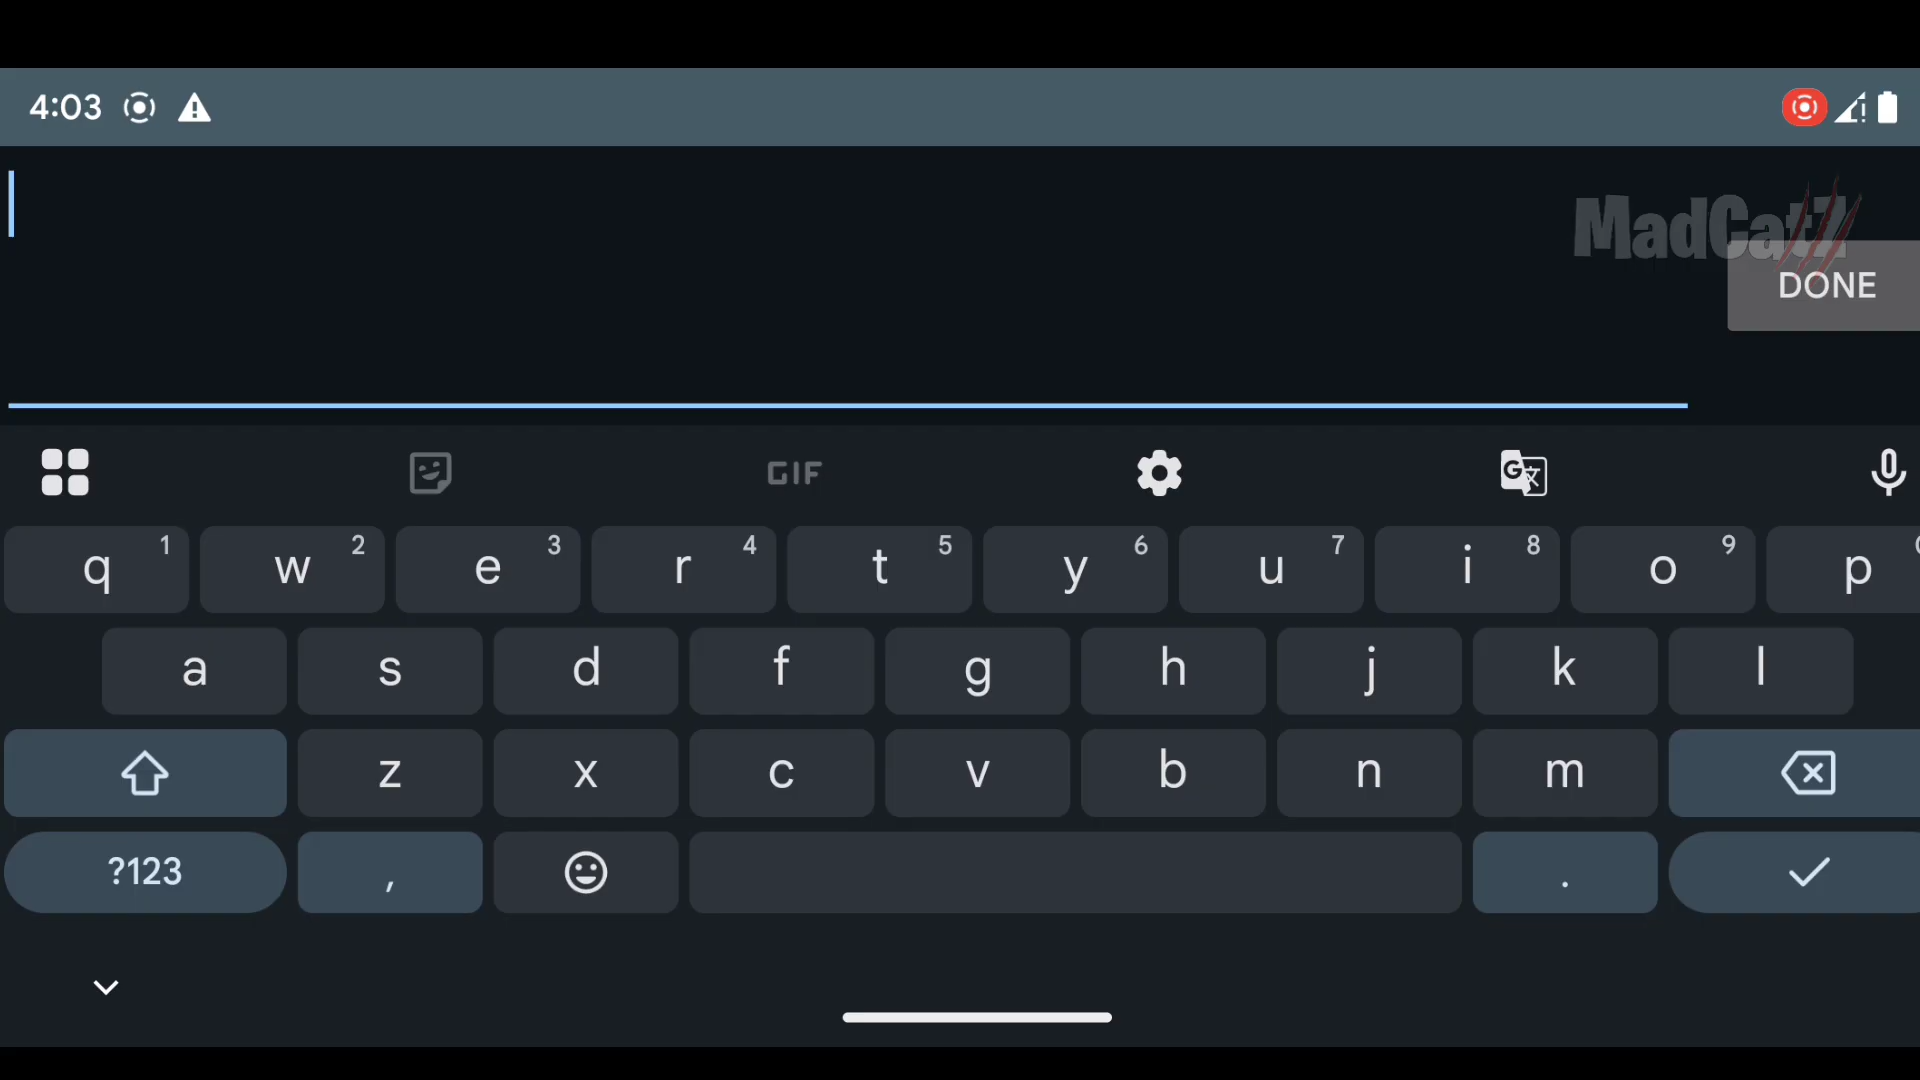 4:03
MadCatZ
DONE
GIF
q 1 w 2 e 3 r 4 t 5 y 6 u 7 i 8 o 9 p
a s d f g h j k l
z x c v b n m
?123 , .